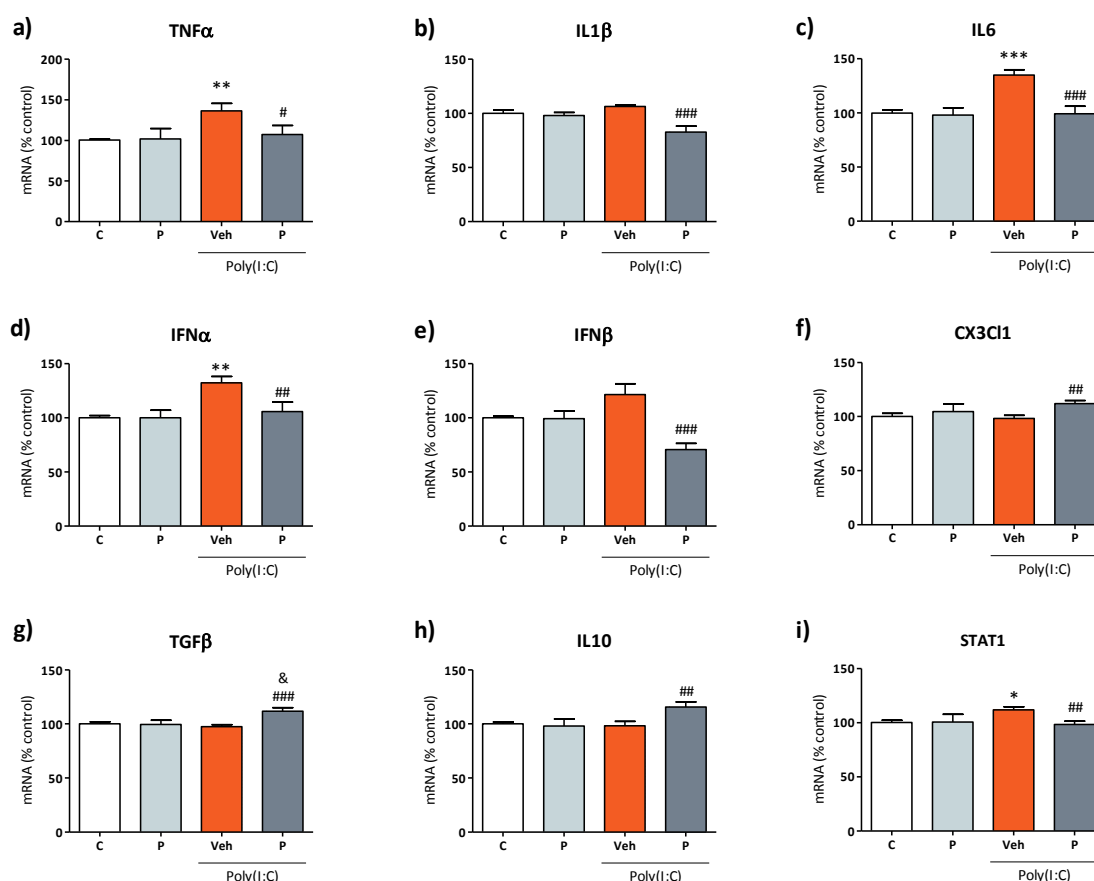 a) TNFα
mRNA (% control)
200
150
100
50
0
**
#
C P Veh P
Poly(I:C)
b) IL1β
mRNA (% control)
150
100
50
0
###
C P Veh P
Poly(I:C)
c) IL6
mRNA (% control)
150
100
50
0
***
###
C P Veh P
Poly(I:C)
d) IFNα
mRNA (% control)
150
100
50
0
**
##
C P Veh P
Poly(I:C)
e) IFNβ
mRNA (% control)
150
100
50
0
###
C P Veh P
Poly(I:C)
f) CX3Cl1
mRNA (% control)
150
100
50
0
##
C P Veh P
Poly(I:C)
g) TGFβ
mRNA (% control)
150
100
50
0
&
###
C P Veh P
Poly(I:C)
h) IL10
mRNA (% control)
150
100
50
0
##
C P Veh P
Poly(I:C)
i) STAT1
mRNA (% control)
150
100
50
0
*
##
C P Veh P
Poly(I:C)